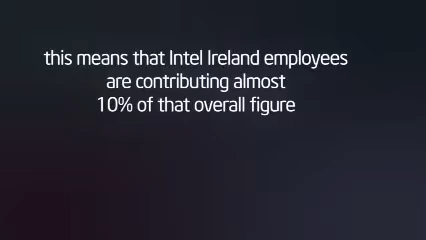 this means that Intel Ireland employees
are contributing almost
10% of that overall figure